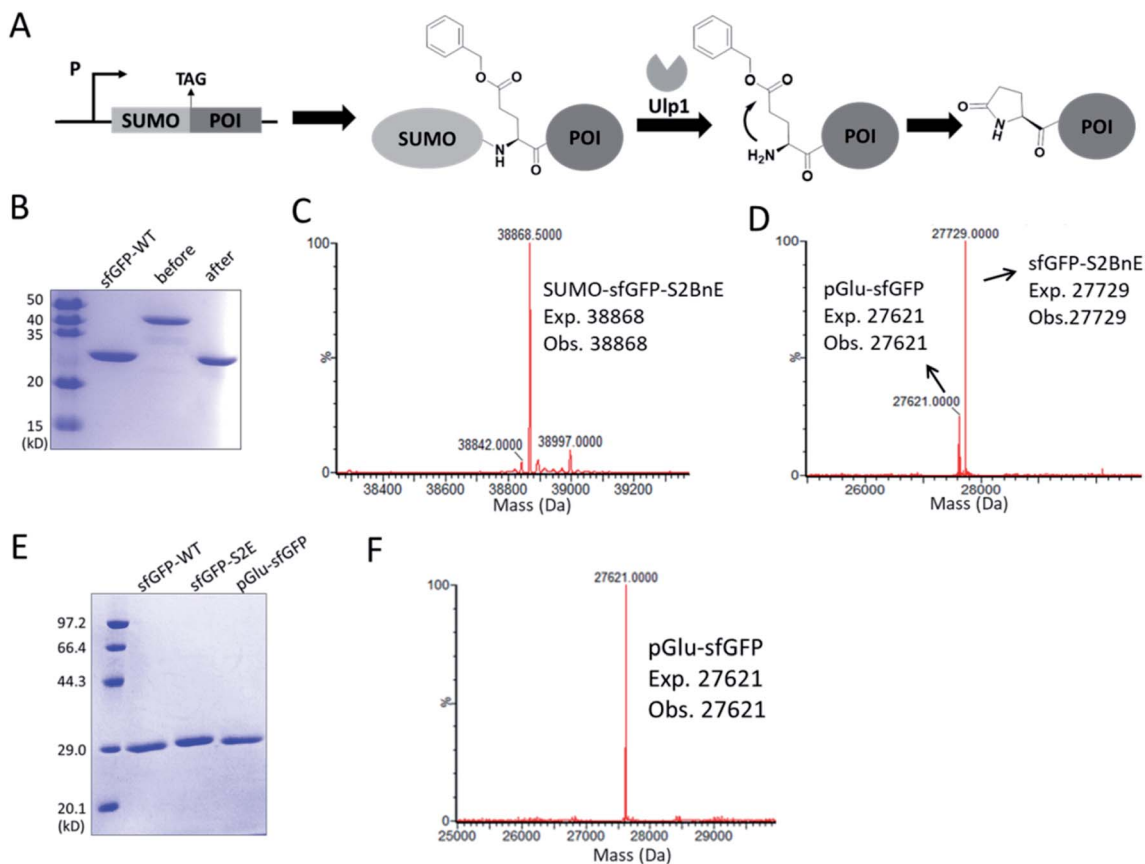 A
P
TAG
SUMO
POI
SUMO
O
O
N
H
O
POI
Ulp1
O
O
H₂N
O
POI
O
N
H
O
POI
B
sfGFP-WT
before
after
50
40
35
20
15
(kD)
C
38868.5000
100
%
0
SUMO-sfGFP-S2BnE
Exp. 38868
Obs. 38868
38842.0000
38997.0000
38400
38600
38800
39000
39200
Mass (Da)
D
27729.0000
100
%
0
sfGFP-S2BnE
Exp. 27729
Obs.27729
pGlu-sfGFP
Exp. 27621
Obs. 27621
27621.0000
26000
28000
Mass (Da)
E
sfGFP-WT
sfGFP-S2E
pGlu-sfGFP
97.2
66.4
44.3
29.0
20.1
(kD)
F
27621.0000
100
%
0
pGlu-sfGFP
Exp. 27621
Obs. 27621
25000
26000
27000
28000
29000
Mass (Da)